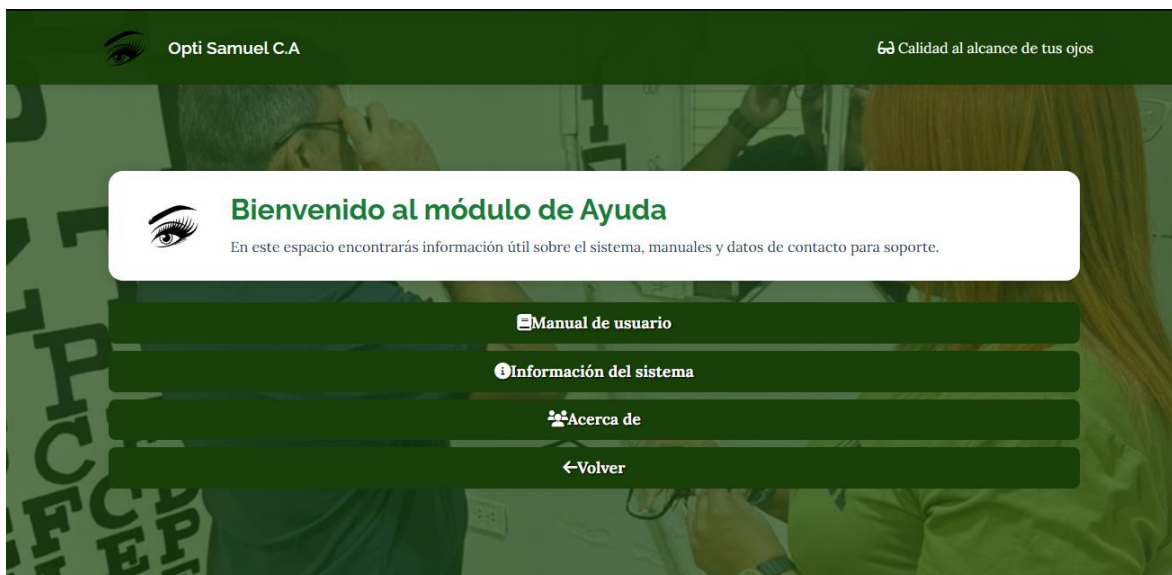 Opti Samuel C.A
Calidad al alcance de tus ojos
Bienvenido al módulo de Ayuda
En este espacio encontrarás información útil sobre el sistema, manuales y datos de contacto para soporte.
Manual de usuario
Información del sistema
Acerca de
Volver